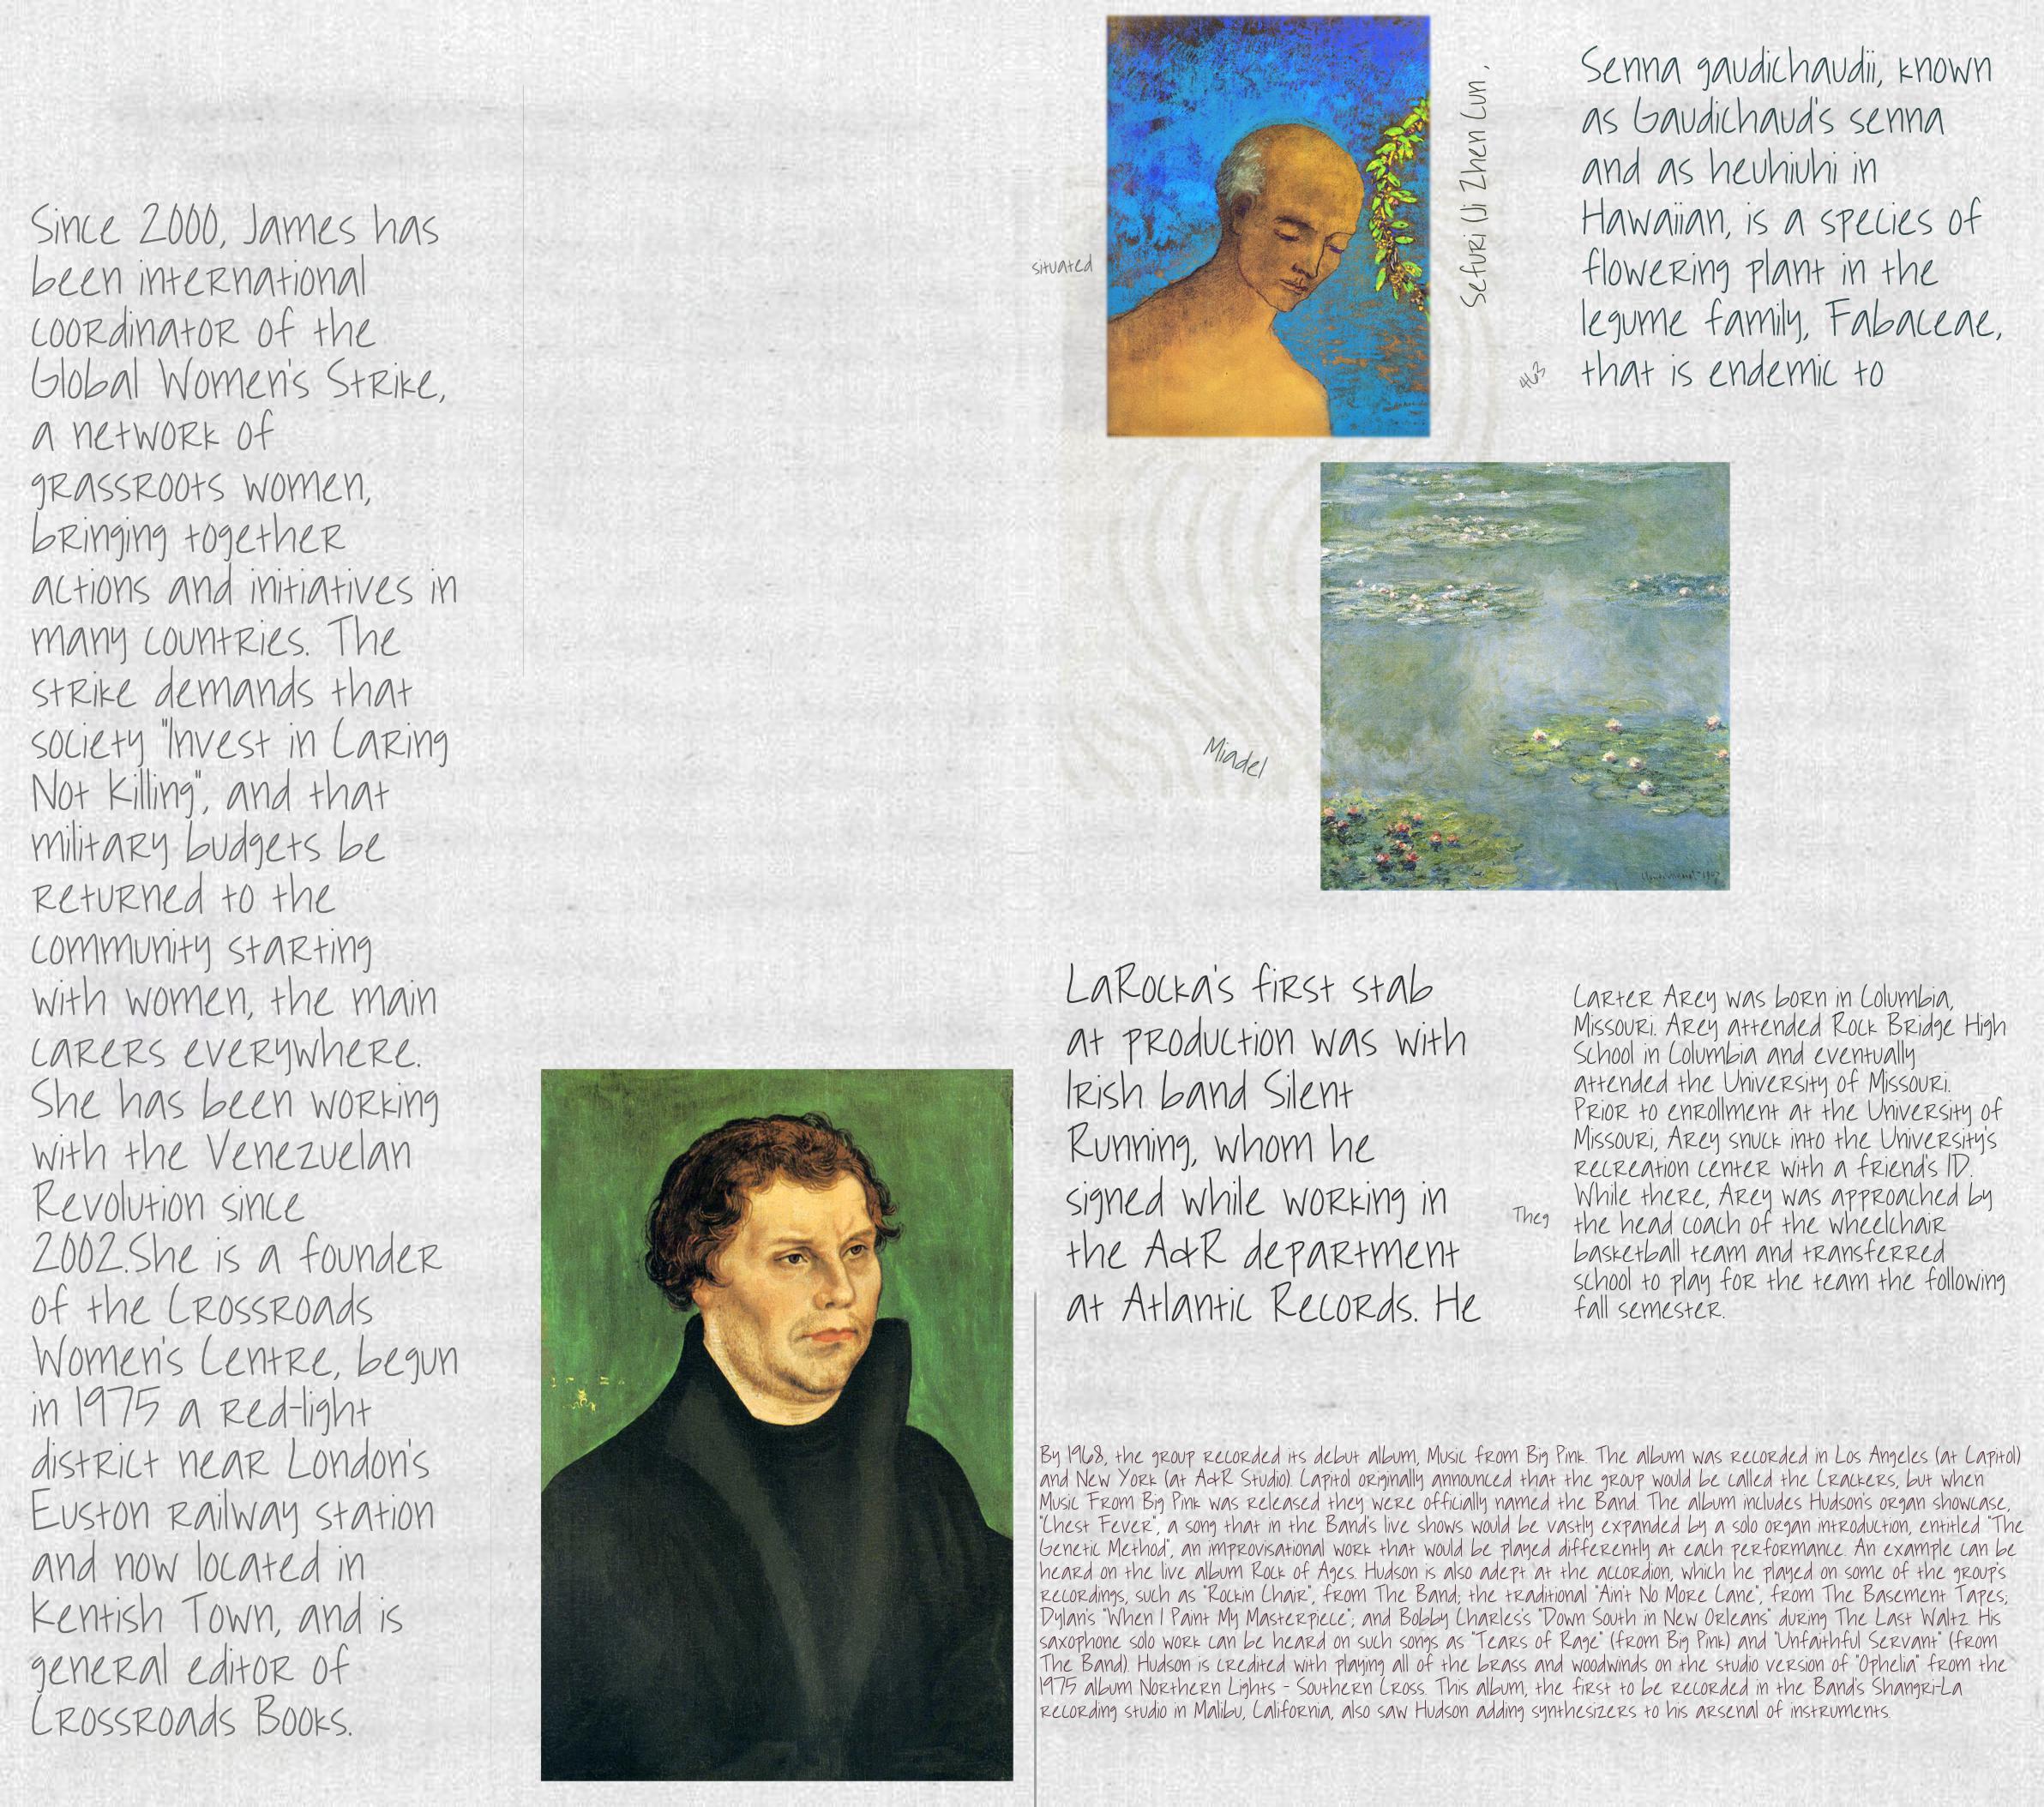 Since 2000, James has
been international
coordinator of the
Global Women's Strike,
a network of
grassroots women,
bringing together
actions and initiatives in
many countries. The
strike demands that
society "Invest in Caring
Not Killing", and that
military budgets be
returned to the
community starting
with women, the main
carers everywhere.
She has been working
with the Venezuelan
Revolution since
2002.She is a founder
of the Crossroads
Women's Centre, begun
in 1975 a red-light
district near London's
Euston railway station
and now located in
Kentish Town, and is
general editor of
Crossroads Books.
situated
Sefuri (Ji Zhen Cun ,
463
Senna gaudichaudii, known
as Gaudichaud's senna
and as heuhiuhi in
Hawaiian, is a species of
flowering plant in the
legume family, Fabaceae,
that is endemic to
Miadel
LaRocka's first stab
at production was with
Irish band Silent
Running, whom he
signed while working in
the A&R department
at Atlantic Records. He
They
Carter Arey was born in Columbia,
Missouri. Arey attended Rock Bridge High
School in Columbia and eventually
attended the University of Missouri.
Prior to enrollment at the University of
Missouri, Arey snuck into the University's
recreation center with a friend's ID.
While there, Arey was approached by
the head coach of the wheelchair
basketball team and transferred
school to play for the team the following
fall semester.
By 1968, the group recorded its debut album, Music from Big Pink. The album was recorded in Los Angeles (at Capitol)
and New York (at A&R Studio). Capitol originally announced that the group would be called the Crackers, but when
Music From Big Pink was released they were officially named the Band. The album includes Hudson's organ showcase,
"Chest Fever", a song that in the Band's live shows would be vastly expanded by a solo organ introduction, entitled "The
Genetic Method", an improvisational work that would be played differently at each performance. An example can be
heard on the live album Rock of Ages. Hudson is also adept at the accordion, which he played on some of the group's
recordings, such as "Rockin Chair", from The Band; the traditional "Ain't No More Cane", from The Basement Tapes;
Dylan's "When I Paint My Masterpiece"; and Bobby Charles's "Down South in New Orleans" during The Last Waltz. His
saxophone solo work can be heard on such songs as "Tears of Rage" (from Big Pink) and "Unfaithful Servant" (from
The Band). Hudson is credited with playing all of the brass and woodwinds on the studio version of "Ophelia" from the
1975 album Northern Lights – Southern Cross. This album, the first to be recorded in the Band's Shangri-La
recording studio in Malibu, California, also saw Hudson adding synthesizers to his arsenal of instruments.